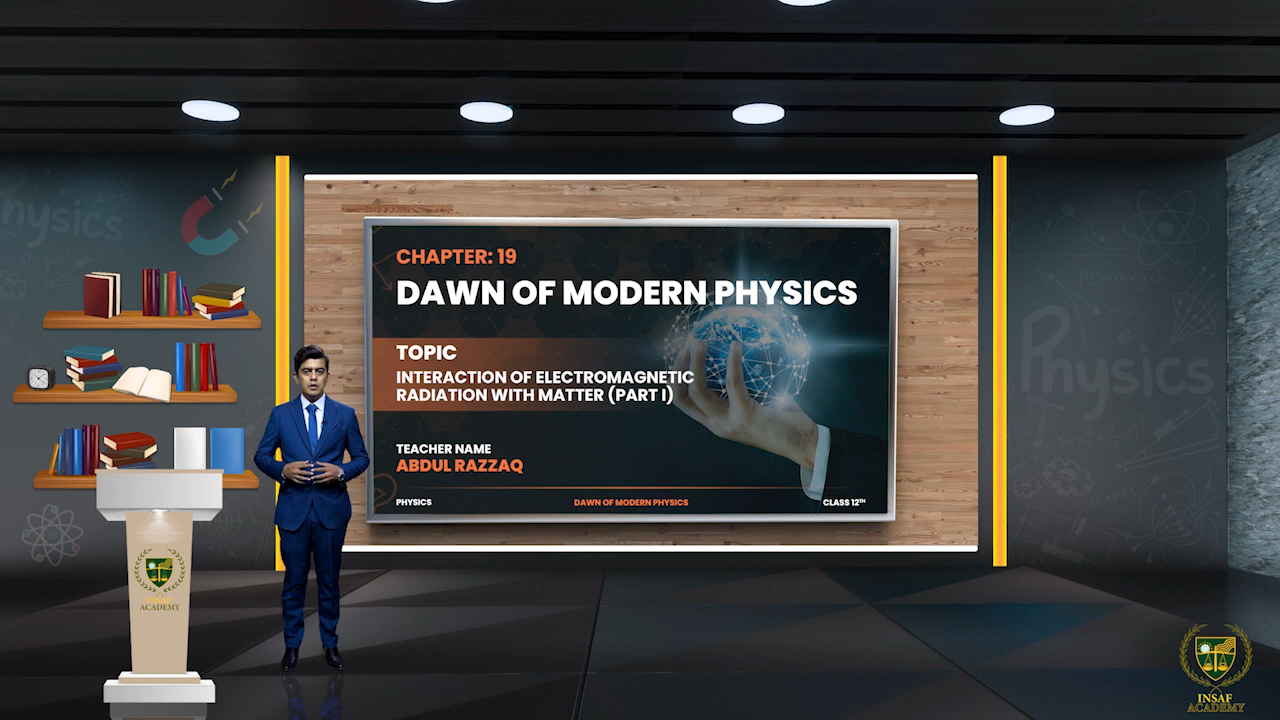 CHAPTER: 19
DAWN OF MODERN PHYSICS
TOPIC
INTERACTION OF ELECTROMAGNETIC
RADIATION WITH MATTER (PART I)
TEACHER NAME
ABDUL RAZZAQ
PHYSICS
DAWN OF MODERN PHYSICS
CLASS 12TH
Physics
INSAF
ACADEMY
INSAF
ACADEMY